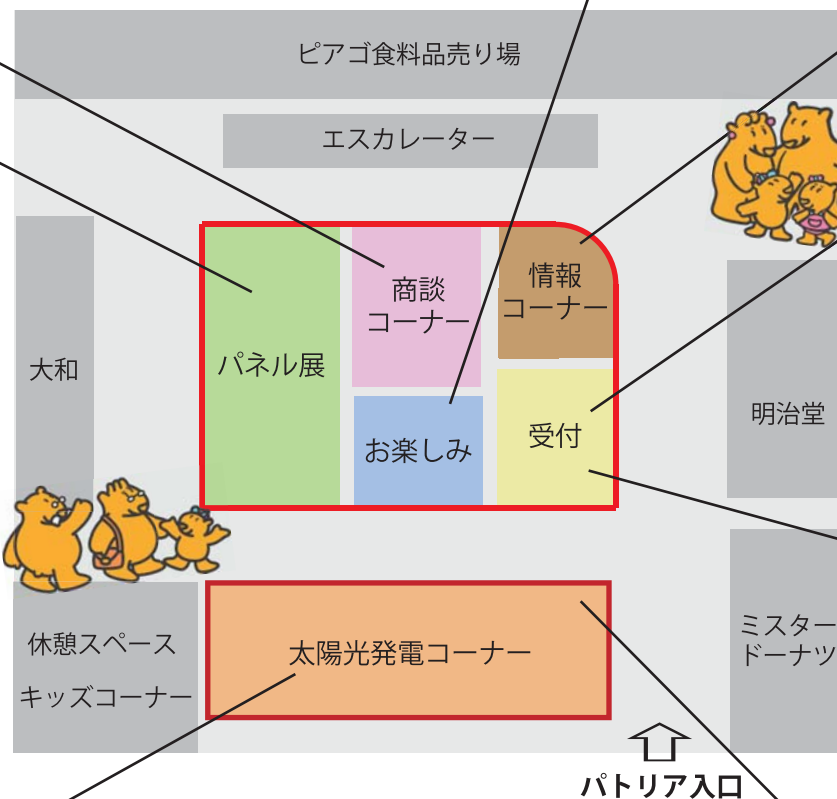 ピアゴ食料品売り場
エスカレーター
大和
パネル展
商談
コーナー
情報
コーナー
お楽しみ
受付
明治堂
休憩スペース
キッズコーナー
太陽光発電コーナー
ミスター
ドーナツ
パトリア入口